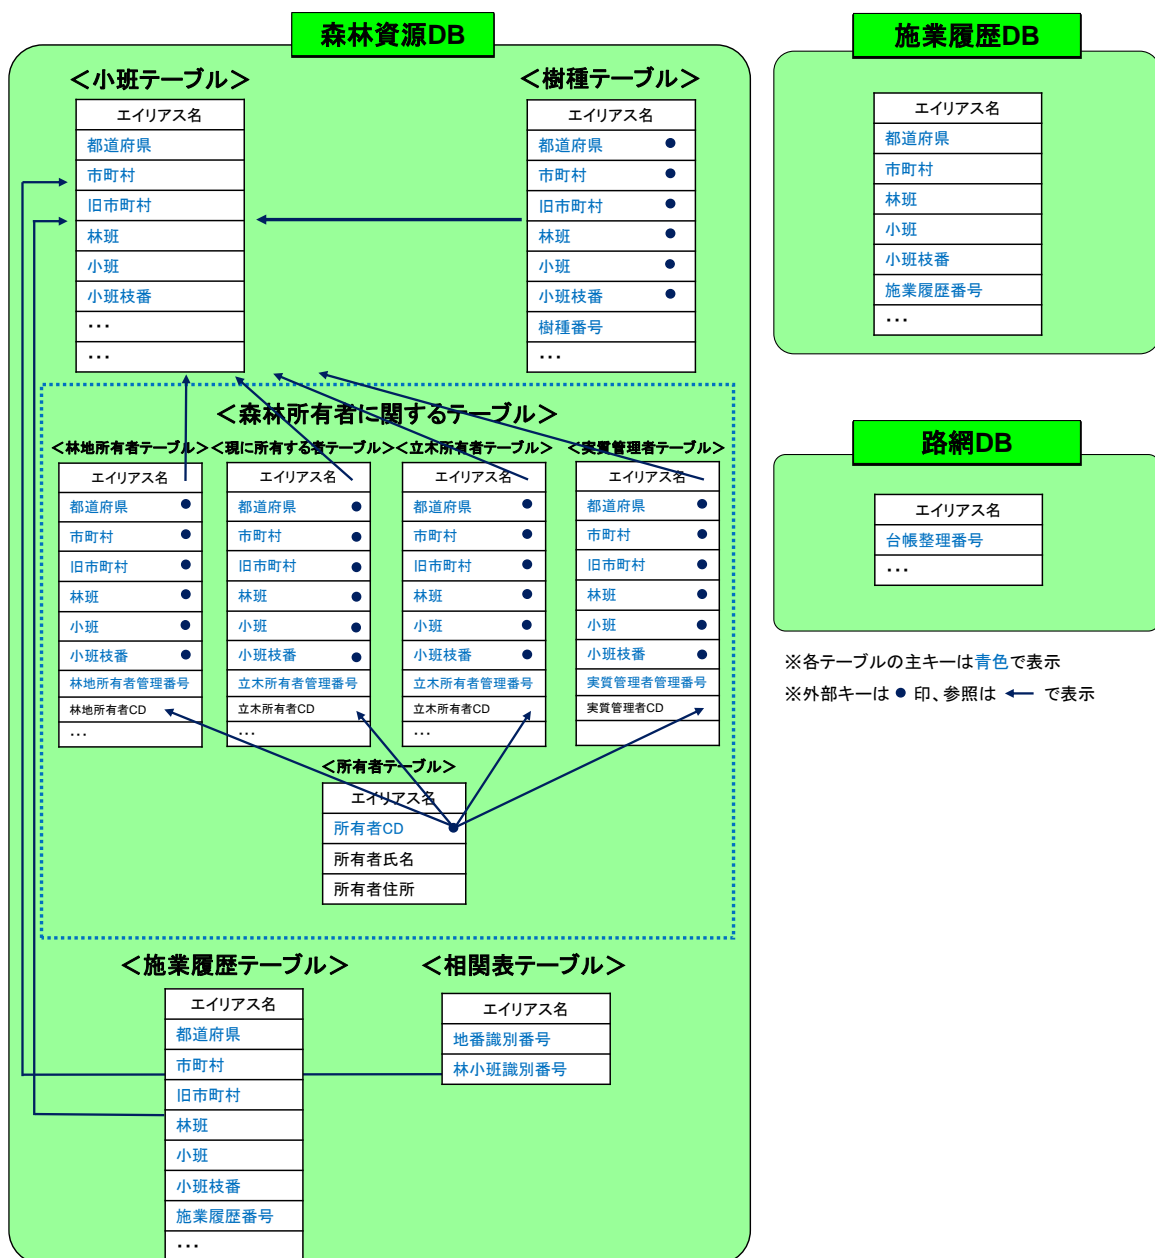 森林資源DB
＜小班テーブル＞
エイリアス名
都道府県
市町村
旧市町村
林班
小班
小班枝番
･･･
･･･
＜樹種テーブル＞
エイリアス名
都道府県 ●
市町村 ●
旧市町村 ●
林班 ●
小班 ●
小班枝番 ●
樹種番号
･･･
＜森林所有者に関するテーブル＞
＜林地所有者テーブル＞
エイリアス名
都道府県 ●
市町村 ●
旧市町村 ●
林班 ●
小班 ●
小班枝番 ●
林地所有者管理番号
林地所有者CD
･･･
＜現に所有する者テーブル＞
エイリアス名
都道府県 ●
市町村 ●
旧市町村 ●
林班 ●
小班 ●
小班枝番 ●
立木所有者管理番号
立木所有者CD
･･･
＜立木所有者テーブル＞
エイリアス名
都道府県 ●
市町村 ●
旧市町村 ●
林班 ●
小班 ●
小班枝番 ●
立木所有者管理番号
立木所有者CD
･･･
＜実質管理者テーブル＞
エイリアス名
都道府県 ●
市町村 ●
旧市町村 ●
林班 ●
小班 ●
小班枝番 ●
実質管理者管理番号
実質管理者CD
＜所有者テーブル＞
エイリアス名
所有者CD ●
所有者氏名
所有者住所
＜施業履歴テーブル＞
エイリアス名
都道府県
市町村
旧市町村
林班
小班
小班枝番
施業履歴番号
･･･
＜相関表テーブル＞
エイリアス名
地番識別番号
林小班識別番号
施業履歴DB
エイリアス名
都道府県
市町村
林班
小班
小班枝番
施業履歴番号
･･･
路網DB
エイリアス名
台帳整理番号
･･･
※各テーブルの主キーは青色で表示
※外部キーは ● 印、参照は ← で表示